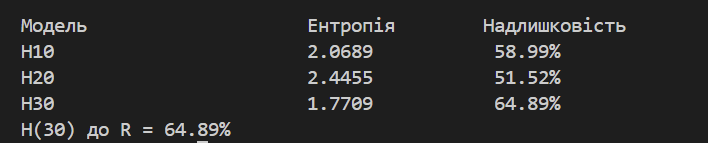 Модель Ентропія Надлишковість
H10 2.0689 58.99%
H20 2.4455 51.52%
H30 1.7709 64.89%
H(30) до R = 64.89%